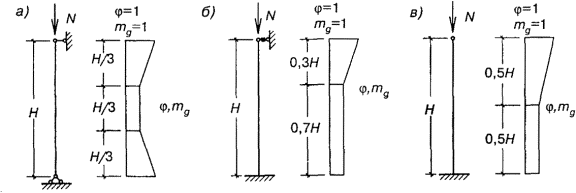 а)
N
φ=1
m_g=1
H
H/3
H/3
H/3
φ,m_g
б)
N
φ=1
m_g=1
H
0,3H
0,7H
φ,m_g
в)
N
φ=1
m_g=1
H
0,5H
0,5H
φ,m_g